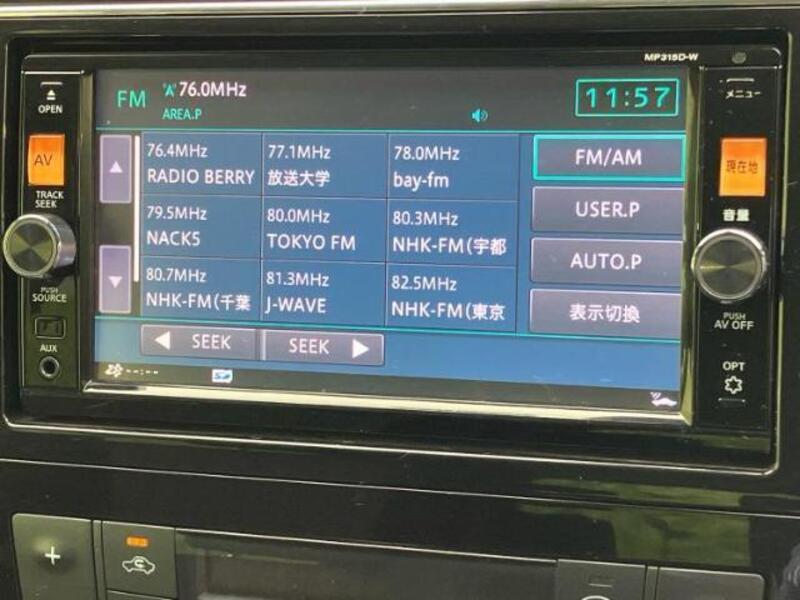 MP315D-W
OPEN
FM
76.0MHz
AREA.P
11:57
メニュー
AV
76.4MHz
RADIO BERRY
77.1MHz
放送大学
78.0MHz
bay-fm
FM/AM
現在地
TRACK
SEEK
79.5MHz
NACK5
80.0MHz
TOKYO FM
80.3MHz
NHK-FM(宇都
USER.P
音量
80.7MHz
NHK-FM(千葉
81.3MHz
J-WAVE
82.5MHz
NHK-FM(東京
AUTO.P
表示切換
PUSH
SOURCE
PUSH
AV OFF
SEEK
SEEK
AUX
--:--
SD
OPT
+